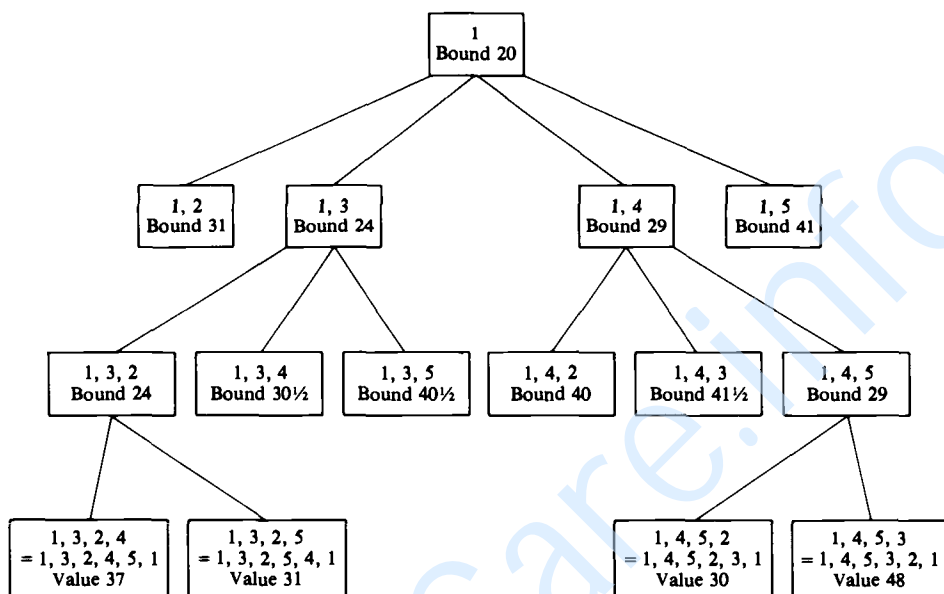 1
Bound 20
1, 2
Bound 31
1, 3
Bound 24
1, 4
Bound 29
1, 5
Bound 41
1, 3, 2
Bound 24
1, 3, 4
Bound 30½
1, 3, 5
Bound 40½
1, 4, 2
Bound 40
1, 4, 3
Bound 41½
1, 4, 5
Bound 29
1, 3, 2, 4
= 1, 3, 2, 4, 5, 1
Value 37
1, 3, 2, 5
= 1, 3, 2, 5, 4, 1
Value 31
1, 4, 5, 2
= 1, 4, 5, 2, 3, 1
Value 30
1, 4, 5, 3
= 1, 4, 5, 3, 2, 1
Value 48
are.info